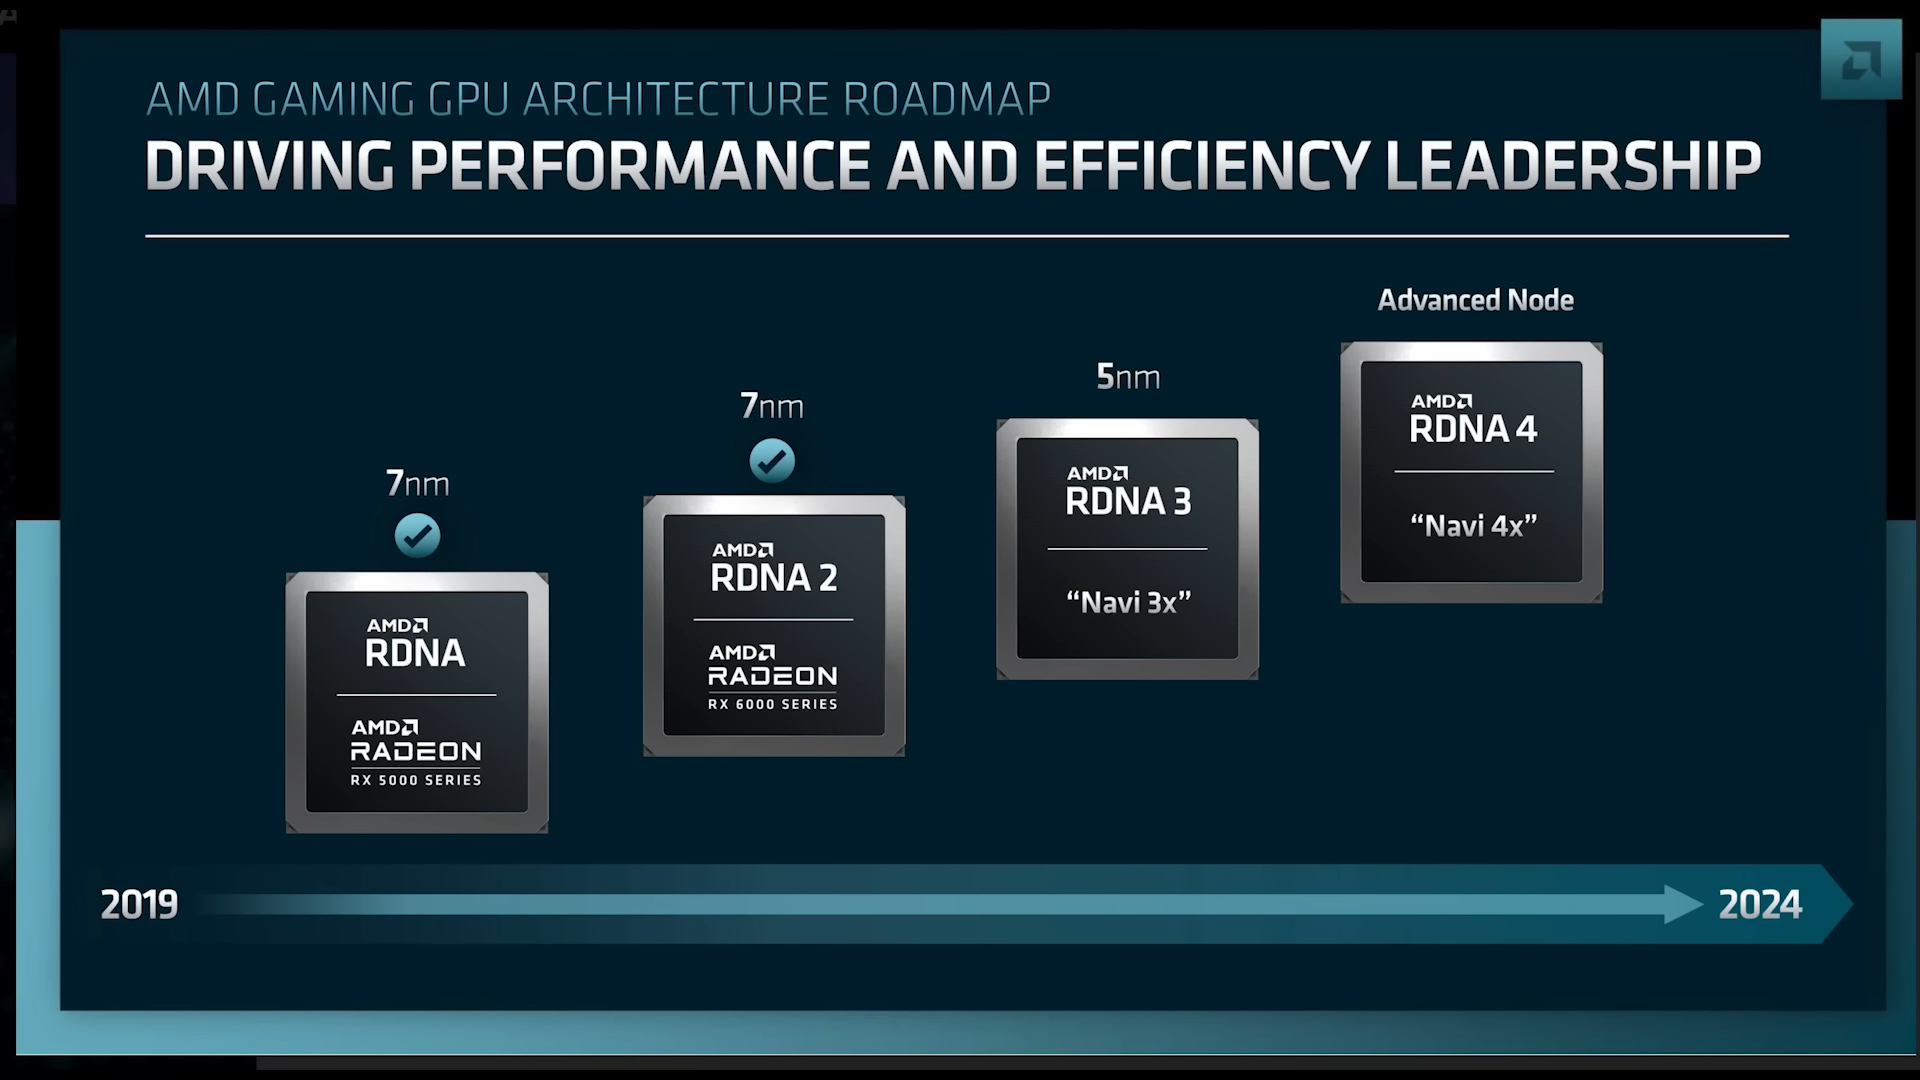 AMD GAMING GPU ARCHITECTURE ROADMAP
DRIVING PERFORMANCE AND EFFICIENCY LEADERSHIP
7nm
AMD
RDNA
AMD
RADEON
RX 5000 SERIES
7nm
AMD
RDNA 2
AMD
RADEON
RX 6000 SERIES
5nm
AMD
RDNA 3
“Navi 3x”
Advanced Node
AMD
RDNA 4
“Navi 4x”
2019
2024